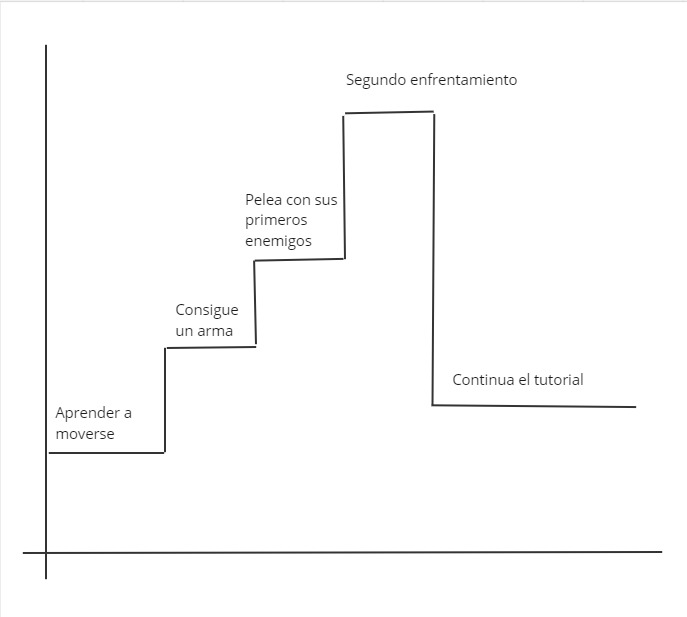 Segundo enfrentamiento
Pelea con sus
primeros
enemigos
Consigue
un arma
Continua el tutorial
Aprender a
moverse